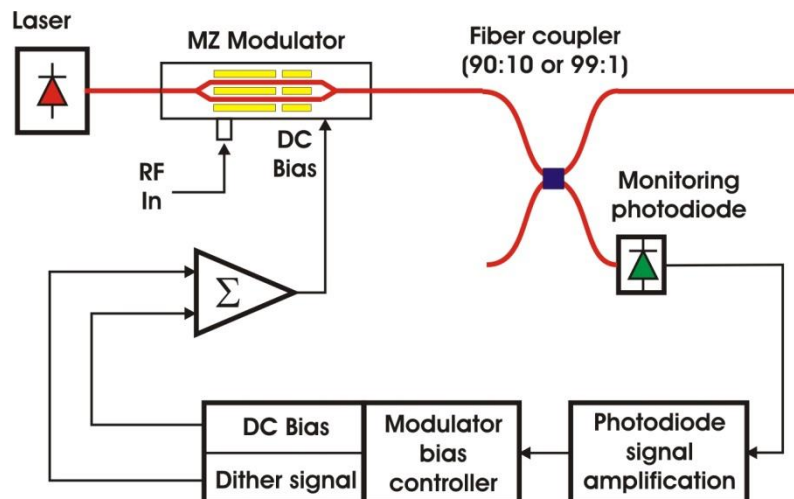 Laser
MZ Modulator
Fiber coupler
(90:10 or 99:1)
RF
In
DC
Bias
Monitoring
photodiode
Σ
DC Bias
Dither signal
Modulator
bias
controller
Photodiode
signal
amplification